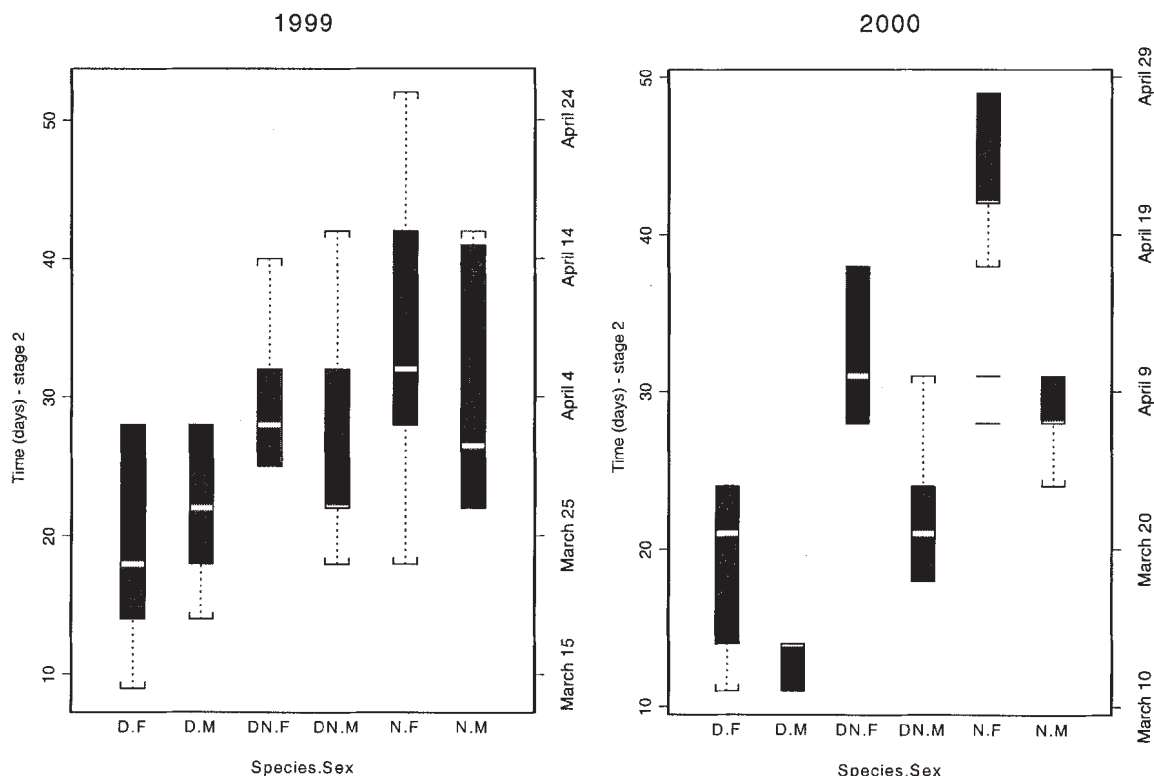 1999
Time (days) - stage 2
10
20
30
40
50
March 15
March 25
April 4
April 14
April 24
D.F
D.M
DN.F
DN.M
N.F
N.M
Species.Sex
2000
Time (days) - stage 2
10
20
30
40
50
March 10
March 20
April 9
April 19
April 29
D.F
D.M
DN.F
DN.M
N.F
N.M
Species.Sex